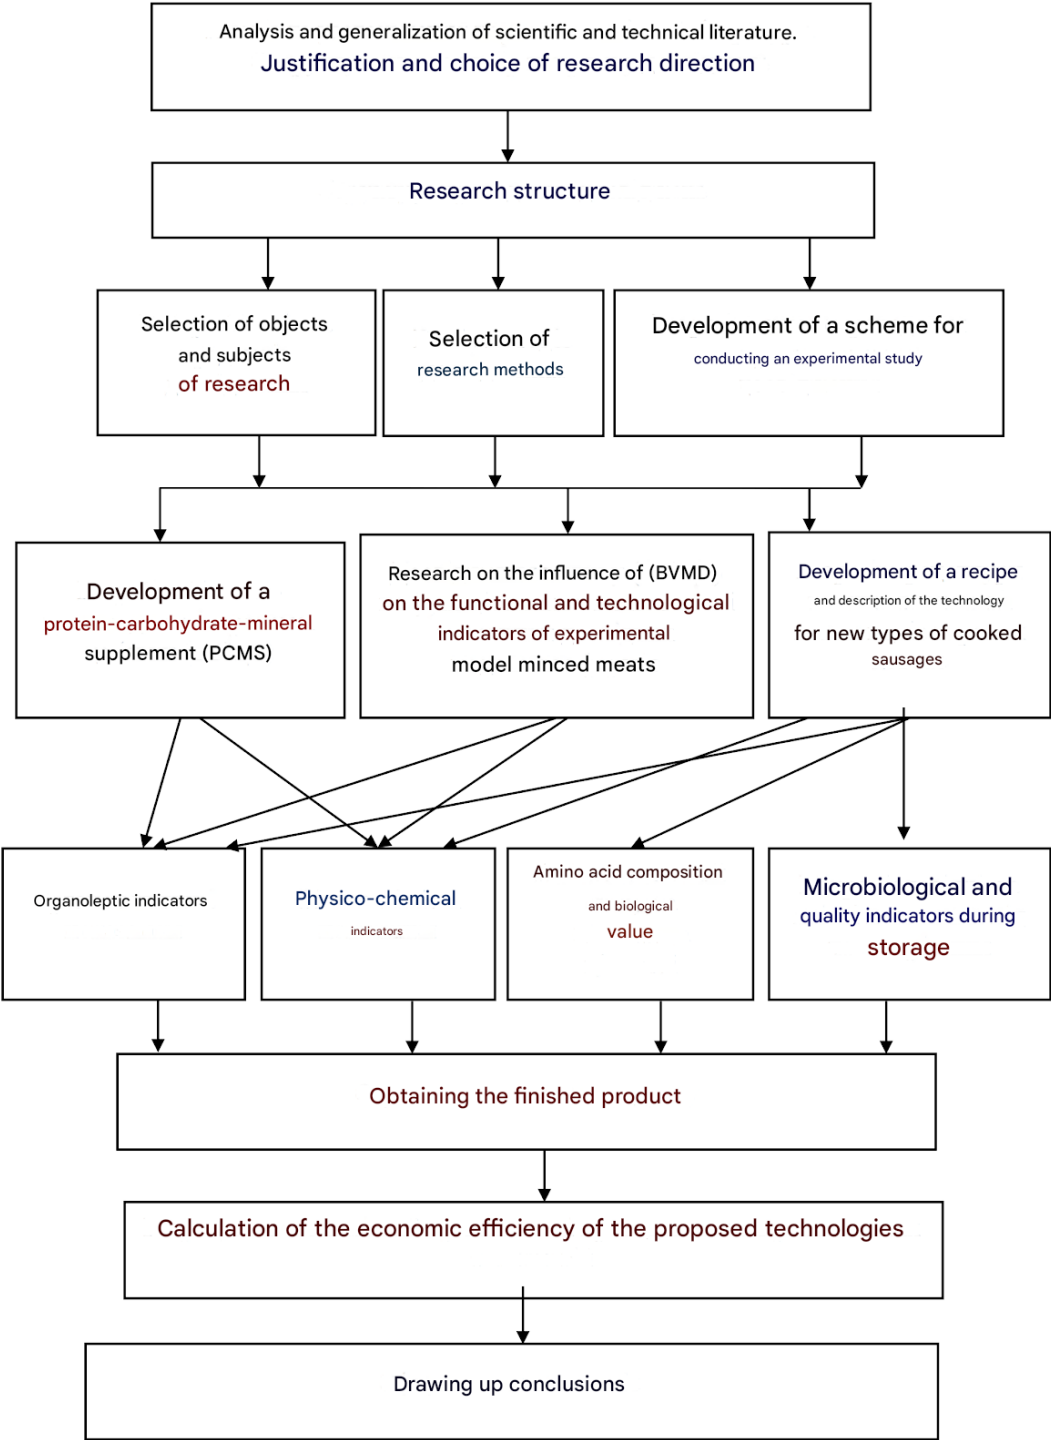 Analysis and generalization of scientific and technical literature.
Justification and choice of research direction
Research structure
Selection of objects
and subjects
of research
Selection of
research methods
Development of a scheme for
conducting an experimental study
Development of a
protein-carbohydrate-mineral
supplement (PCMS)
Research on the influence of (BVMD)
on the functional and technological
indicators of experimental
model minced meats
Development of a recipe
and description of the technology
for new types of cooked
sausages
Organoleptic indicators
Physico-chemical
indicators
Amino acid composition
and biological
value
Microbiological and
quality indicators during
storage
Obtaining the finished product
Calculation of the economic efficiency of the proposed technologies
Drawing up conclusions